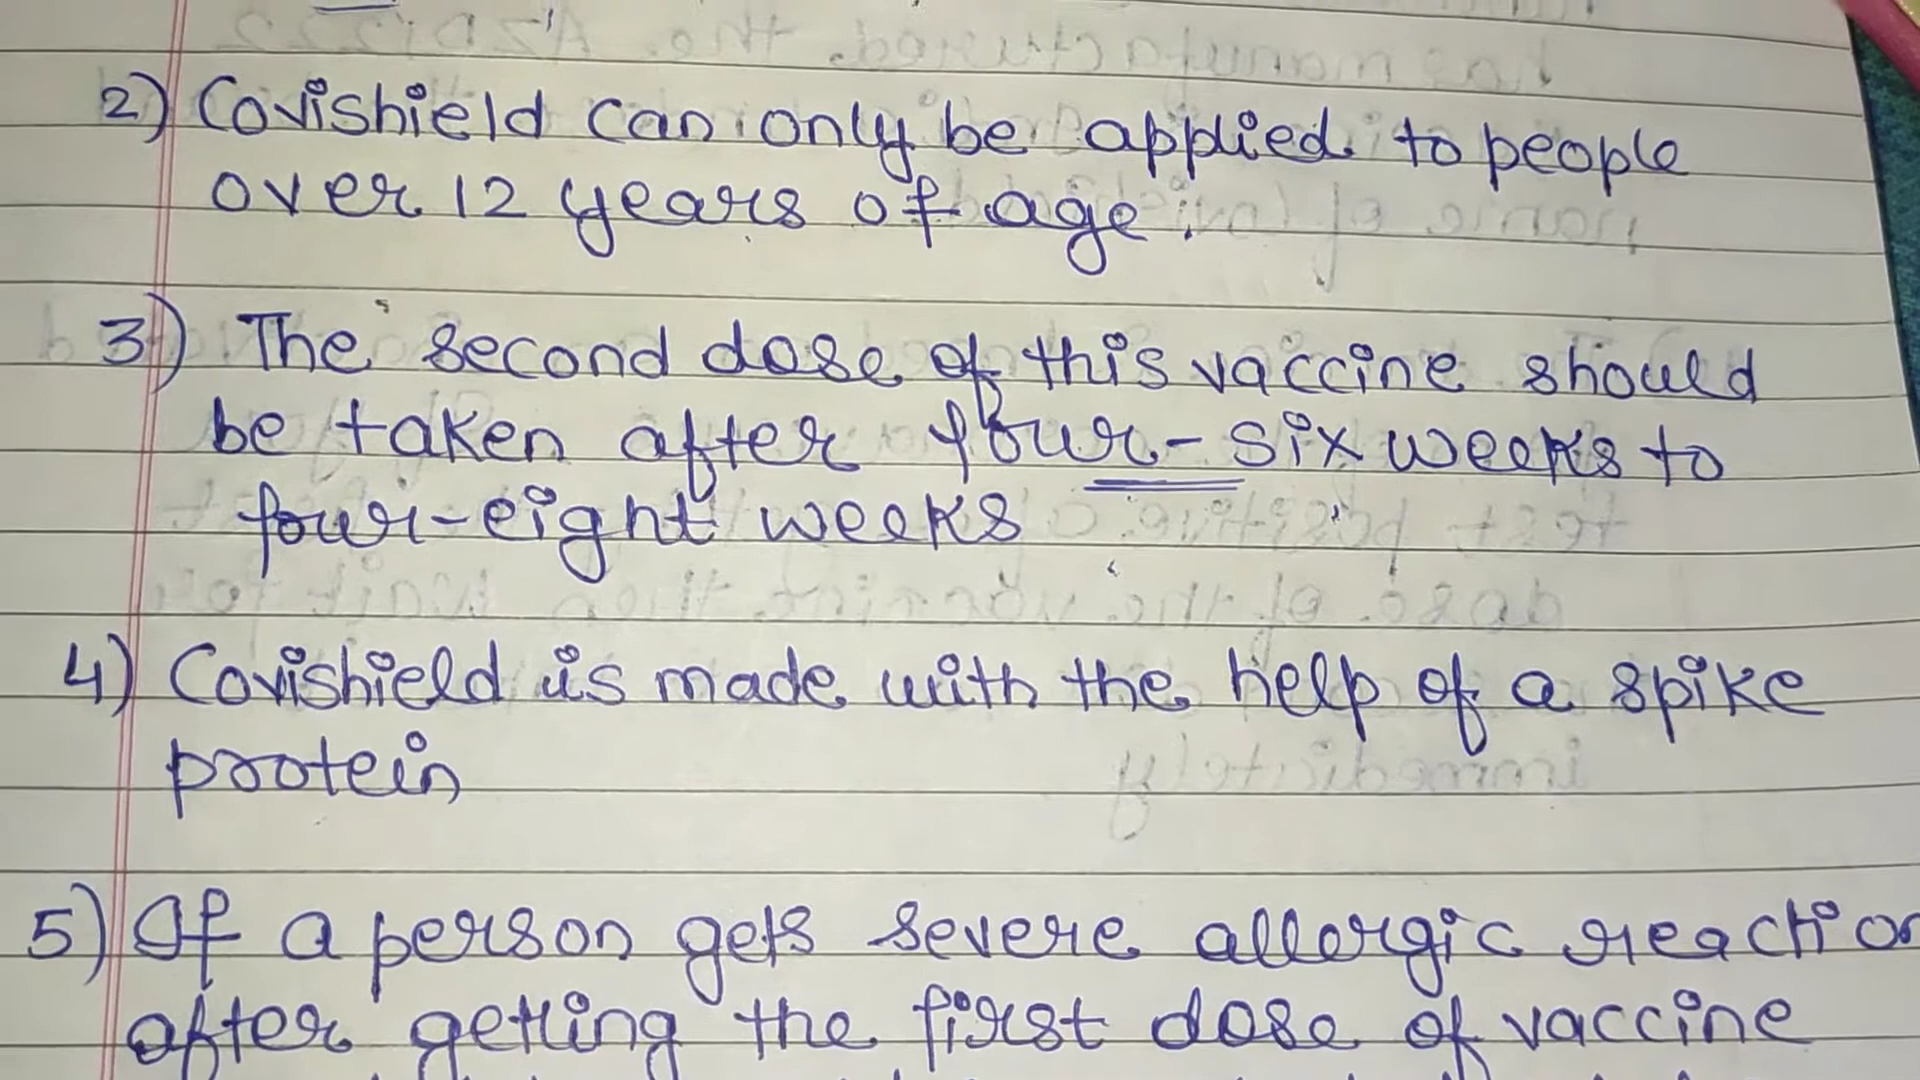 2) Covishield can only be applied to people
over 12 years of age.
3) The second dose of this vaccine should
be taken after four-six weeks to
four-eight weeks
4) Covishield is made with the help of a spike
protein
5) If a person gets severe allergic reaction
after getting the first dose of vaccine